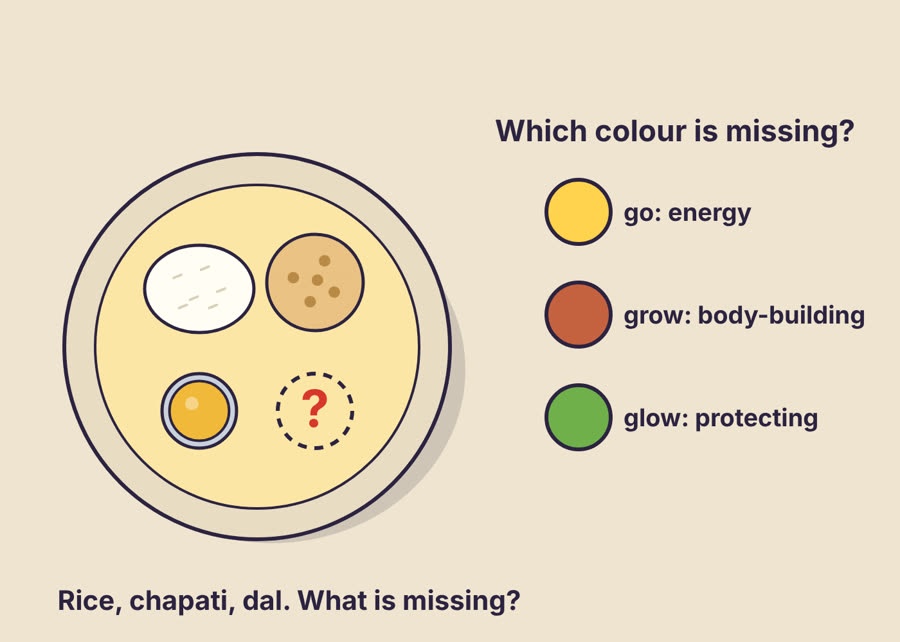 Which colour is missing?
go: energy
grow: body-building
glow: protecting
?
Rice, chapati, dal. What is missing?